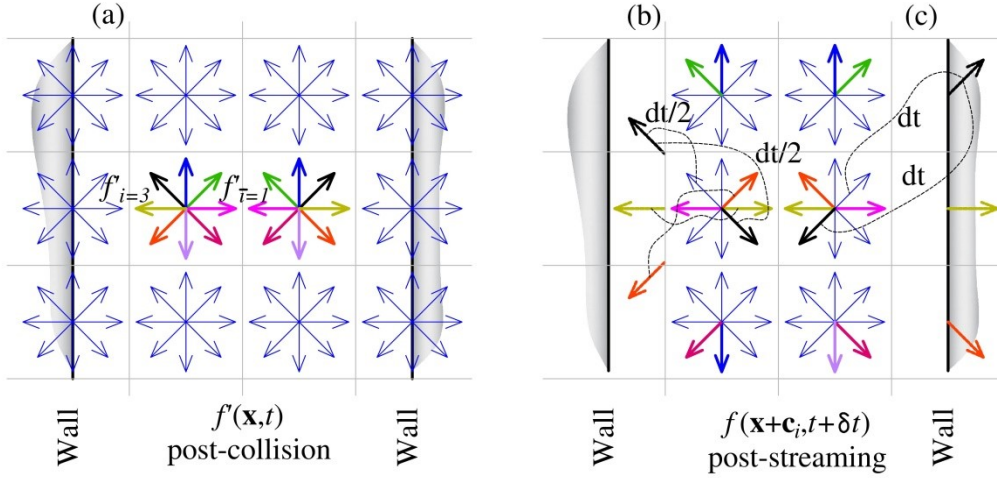 (a)
(b)
(c)
dt/2
dt/2
dt
dt
f'i=3
f'i̅=1
Wall
f'(x,t)
post-collision
Wall
Wall
f(x+ci,t+δt)
post-streaming
Wall